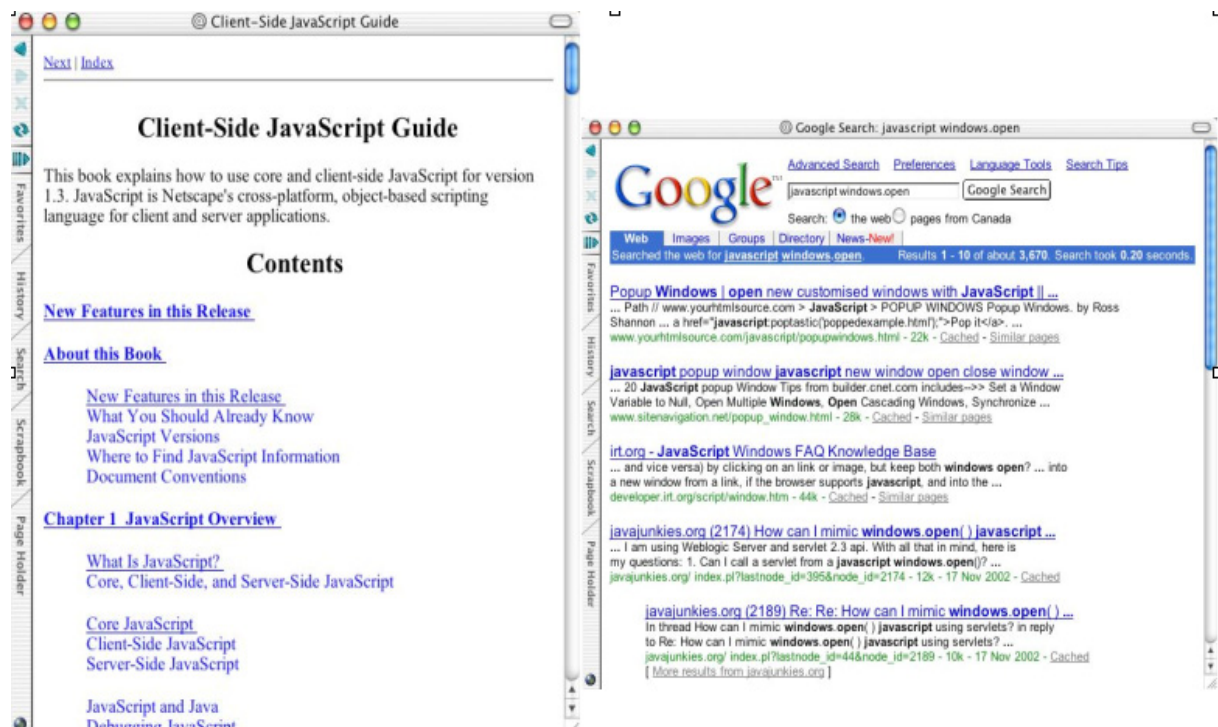 Client-Side JavaScript Guide
Next | Index
Client-Side JavaScript Guide
This book explains how to use core and client-side JavaScript for version
1.3. JavaScript is Netscape's cross-platform, object-based scripting
language for client and server applications.
Contents
New Features in this Release
About this Book
New Features in this Release
What You Should Already Know
JavaScript Versions
Where to Find JavaScript Information
Document Conventions
Chapter 1 JavaScript Overview
What Is JavaScript?
Core, Client-Side, and Server-Side JavaScript
Core JavaScript
Client-Side JavaScript
Server-Side JavaScript
JavaScript and Java
Debugging JavaScript
Favorites
History
Search
Scrapbook
Page Holder
Google Search: javascript windows.open
Google™
Advanced Search Preferences Language Tools Search Tips
javascript windows.open Google Search
Search: the web pages from Canada
Web Images Groups Directory News-New!
Searched the web for javascript windows.open. Results 1 - 10 of about 3,670. Search took 0.20 seconds.
Popup Windows | open new customised windows with JavaScript || ...
... Path // www.yourhtmlsource.com > JavaScript > POPUP WINDOWS Popup Windows. by Ross
Shannon ... a href="javascript:poptastic('poppedexample.html');">Pop it</a>. ...
www.yourhtmlsource.com/javascript/popupwindows.html - 22k - Cached - Similar pages
javascript popup window javascript new window open close window ...
... 20 JavaScript popup Window Tips from builder.cnet.com includes-->> Set a Window
Variable to Null, Open Multiple Windows, Open Cascading Windows, Synchronize ...
www.sitenavigation.net/popup_window.html - 28k - Cached - Similar pages
irt.org - JavaScript Windows FAQ Knowledge Base
... and vice versa) by clicking on an link or image, but keep both windows open? ... into
a new window from a link, if the browser supports javascript, and into the ...
developer.irt.org/script/window.htm - 44k - Cached - Similar pages
javajunkies.org (2174) How can I mimic windows.open( ) javascript ...
... I am using Weblogic Server and servlet 2.3 api. With all that in mind, here is
my questions: 1. Can I call a servlet from a javascript windows.open()? ...
javajunkies.org/ index.pl?lastnode_id=395&node_id=2174 - 12k - 17 Nov 2002 - Cached
javajunkies.org (2189) Re: Re: How can I mimic windows.open( ) ...
In thread How can I mimic windows.open( ) javascript using servlets? in reply
to Re: How can I mimic windows.open( ) javascript using servlets? ...
javajunkies.org/ index.pl?lastnode_id=44&node_id=2189 - 10k - 17 Nov 2002 - Cached
[ More results from javajunkies.org ]
Favorites
History
Search
Scrapbook
Page Holder